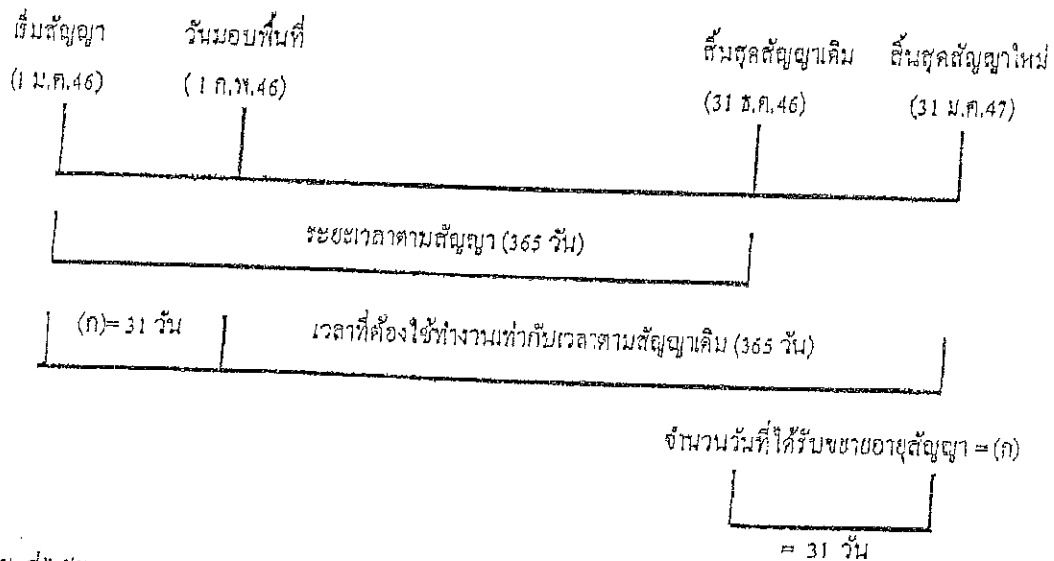 เริ่มสัญญา วันมอบพื้นที่ สิ้นสุดสัญญาเดิม สิ้นสุดสัญญาใหม่
(1 ม.ค.46) (1 ก.พ.46) (31 ธ.ค.46) (31 ม.ค.47)
ระยะเวลาตามสัญญา (365 วัน)
(ก)= 31 วัน เวลาที่ต้องใช้ทำงานเท่ากับเวลาตามสัญญาเดิม (365 วัน)
จำนวนวันที่ได้รับขยายอายุสัญญา = (ก)
= 31 วัน